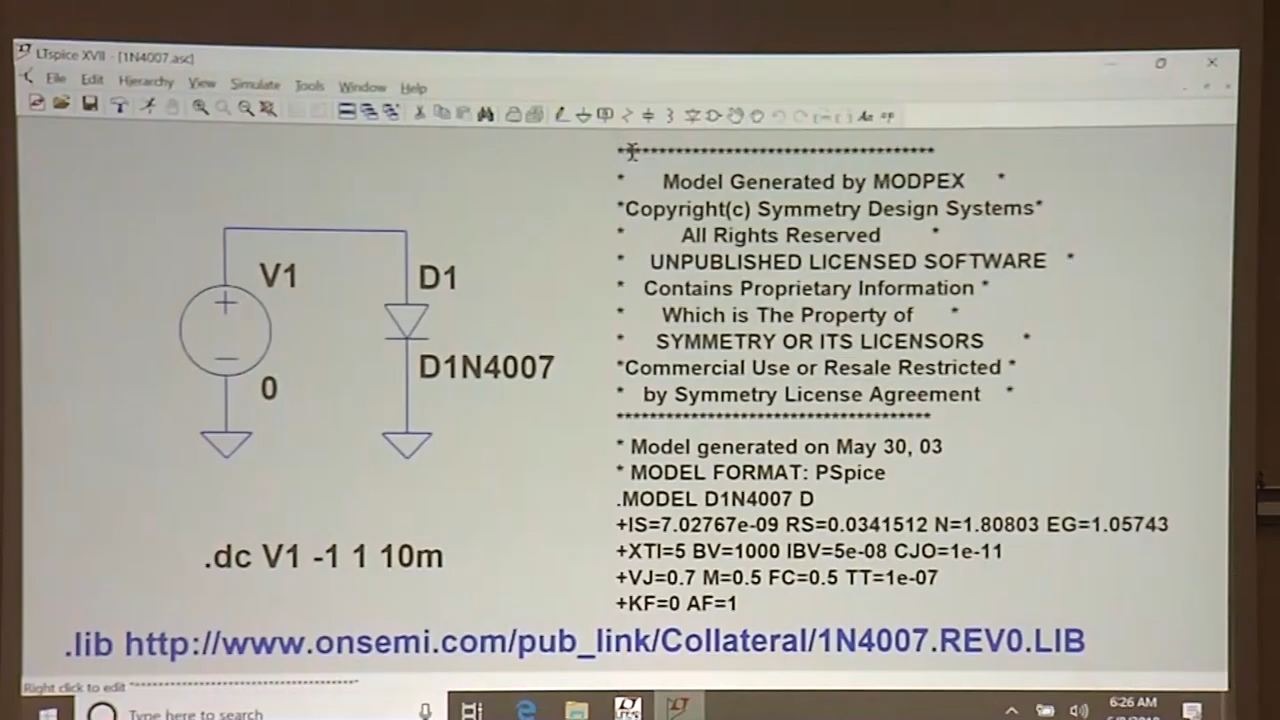 LTspice XVII - [1N4007.asc]
File Edit Hierarchy View Simulate Tools Window Help
Aa .op
V1
0
D1
D1N4007
.dc V1 -1 1 10m
***************************************
* Model Generated by MODPEX *
*Copyright(c) Symmetry Design Systems*
* All Rights Reserved *
* UNPUBLISHED LICENSED SOFTWARE *
* Contains Proprietary Information *
* Which is The Property of *
* SYMMETRY OR ITS LICENSORS *
*Commercial Use or Resale Restricted *
* by Symmetry License Agreement *
***************************************
* Model generated on May 30, 03
* MODEL FORMAT: PSpice
.MODEL D1N4007 D
+IS=7.02767e-09 RS=0.0341512 N=1.80803 EG=1.05743
+XTI=5 BV=1000 IBV=5e-08 CJO=1e-11
+VJ=0.7 M=0.5 FC=0.5 TT=1e-07
+KF=0 AF=1
.lib http://www.onsemi.com/pub_link/Collateral/1N4007.REV0.LIB
Right click to edit "***************************************"
Type here to search
6:26 AM